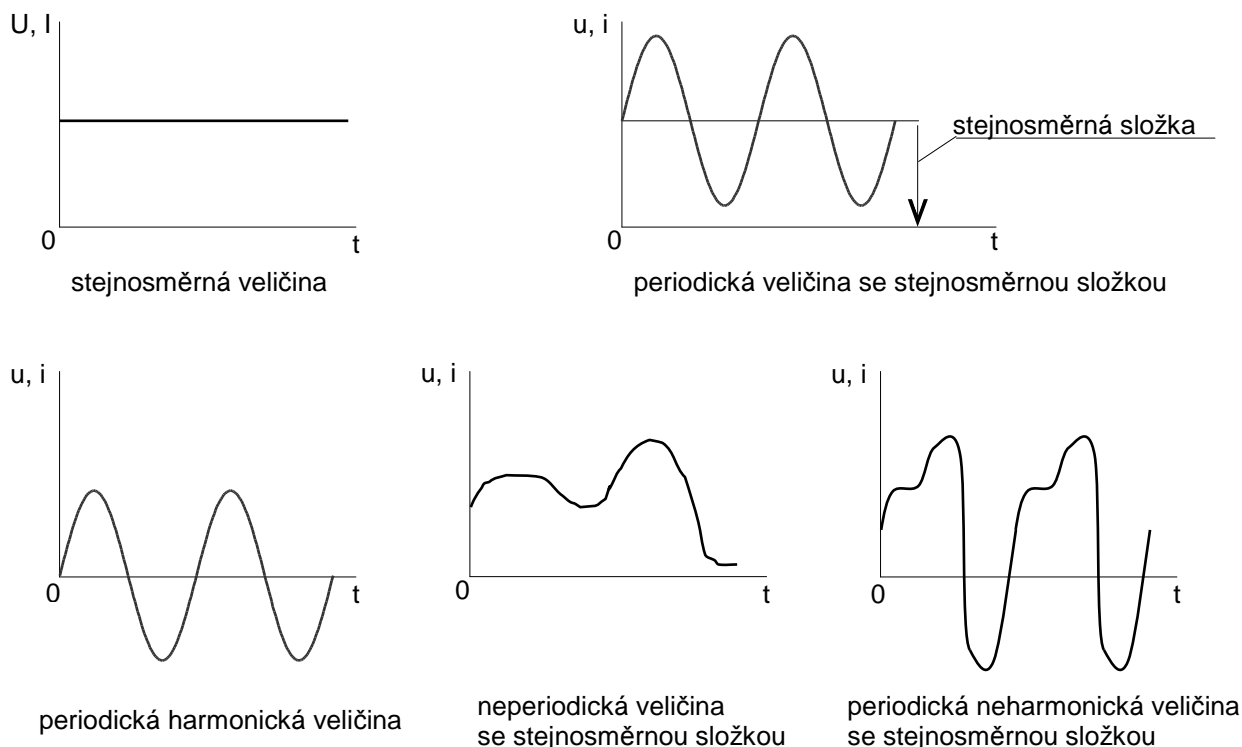 U, I
0
t
stejnosměrná veličina
u, i
stejnosměrná složka
0
t
periodická veličina se stejnosměrnou složkou
u, i
0
t
periodická harmonická veličina
u, i
0
t
neperiodická veličina
se stejnosměrnou složkou
u, i
0
t
periodická neharmonická veličina
se stejnosměrnou složkou